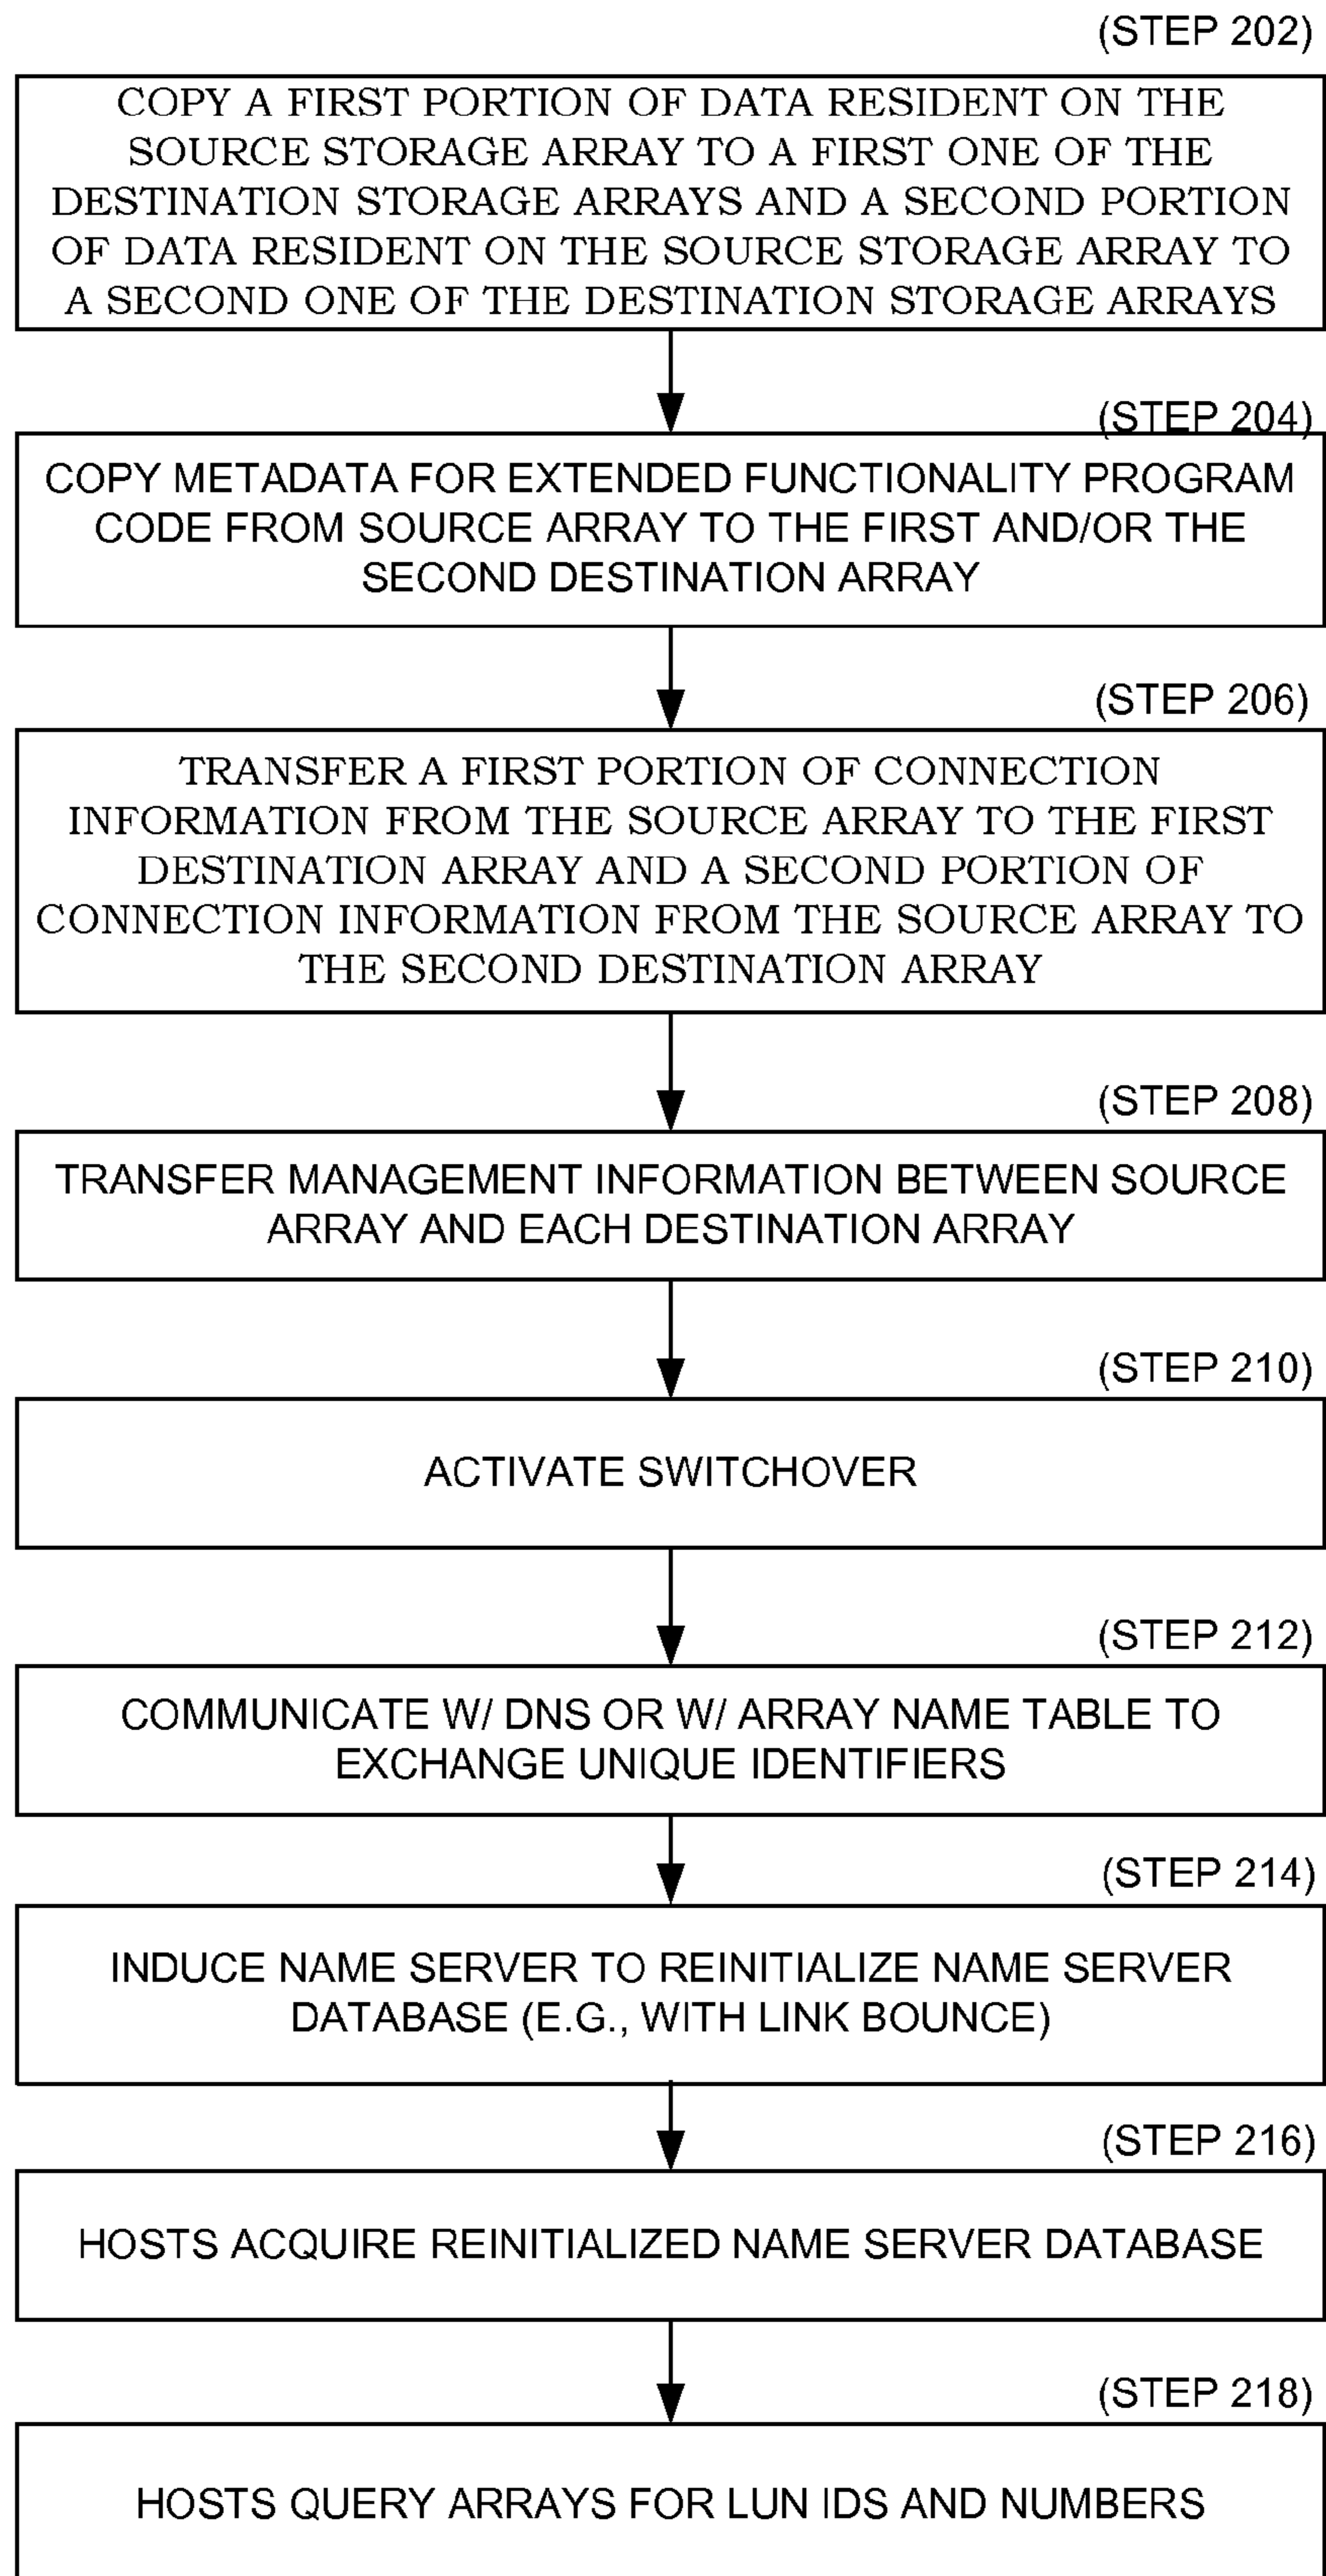 (STEP 202)
COPY A FIRST PORTION OF DATA RESIDENT ON THE
SOURCE STORAGE ARRAY TO A FIRST ONE OF THE
DESTINATION STORAGE ARRAYS AND A SECOND PORTION
OF DATA RESIDENT ON THE SOURCE STORAGE ARRAY TO
A SECOND ONE OF THE DESTINATION STORAGE ARRAYS
(STEP 204)
COPY METADATA FOR EXTENDED FUNCTIONALITY PROGRAM
CODE FROM SOURCE ARRAY TO THE FIRST AND/OR THE
SECOND DESTINATION ARRAY
(STEP 206)
TRANSFER A FIRST PORTION OF CONNECTION
INFORMATION FROM THE SOURCE ARRAY TO THE FIRST
DESTINATION ARRAY AND A SECOND PORTION OF
CONNECTION INFORMATION FROM THE SOURCE ARRAY TO
THE SECOND DESTINATION ARRAY
(STEP 208)
TRANSFER MANAGEMENT INFORMATION BETWEEN SOURCE
ARRAY AND EACH DESTINATION ARRAY
(STEP 210)
ACTIVATE SWITCHOVER
(STEP 212)
COMMUNICATE W/ DNS OR W/ ARRAY NAME TABLE TO
EXCHANGE UNIQUE IDENTIFIERS
(STEP 214)
INDUCE NAME SERVER TO REINITIALIZE NAME SERVER
DATABASE (E.G., WITH LINK BOUNCE)
(STEP 216)
HOSTS ACQUIRE REINITIALIZED NAME SERVER DATABASE
(STEP 218)
HOSTS QUERY ARRAYS FOR LUN IDS AND NUMBERS